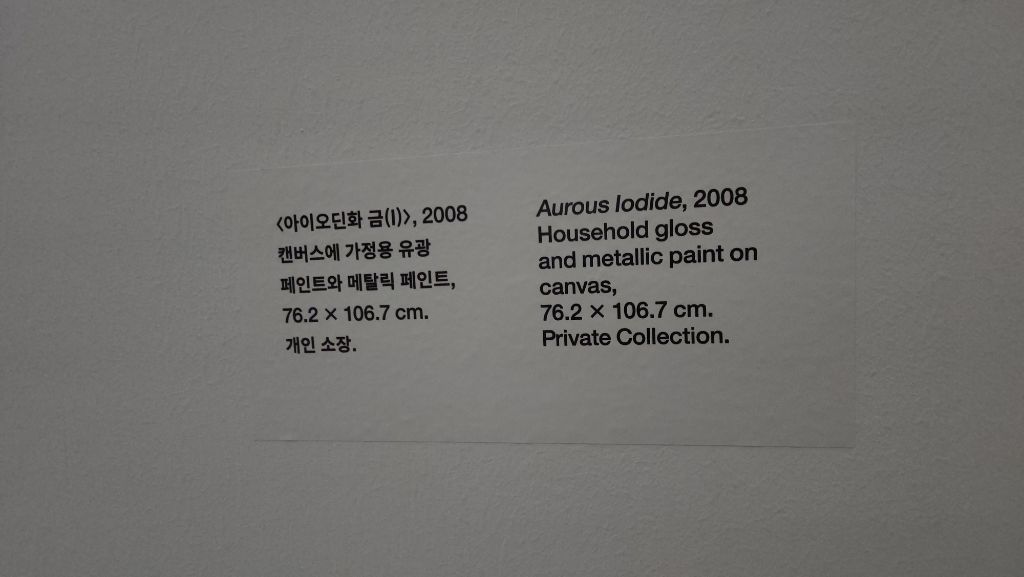 〈아이오딘화 금(I)〉, 2008
캔버스에 가정용 유광
페인트와 메탈릭 페인트,
76.2 × 106.7 cm.
개인 소장.
Aurous Iodide, 2008
Household gloss
and metallic paint on
canvas,
76.2 × 106.7 cm.
Private Collection.